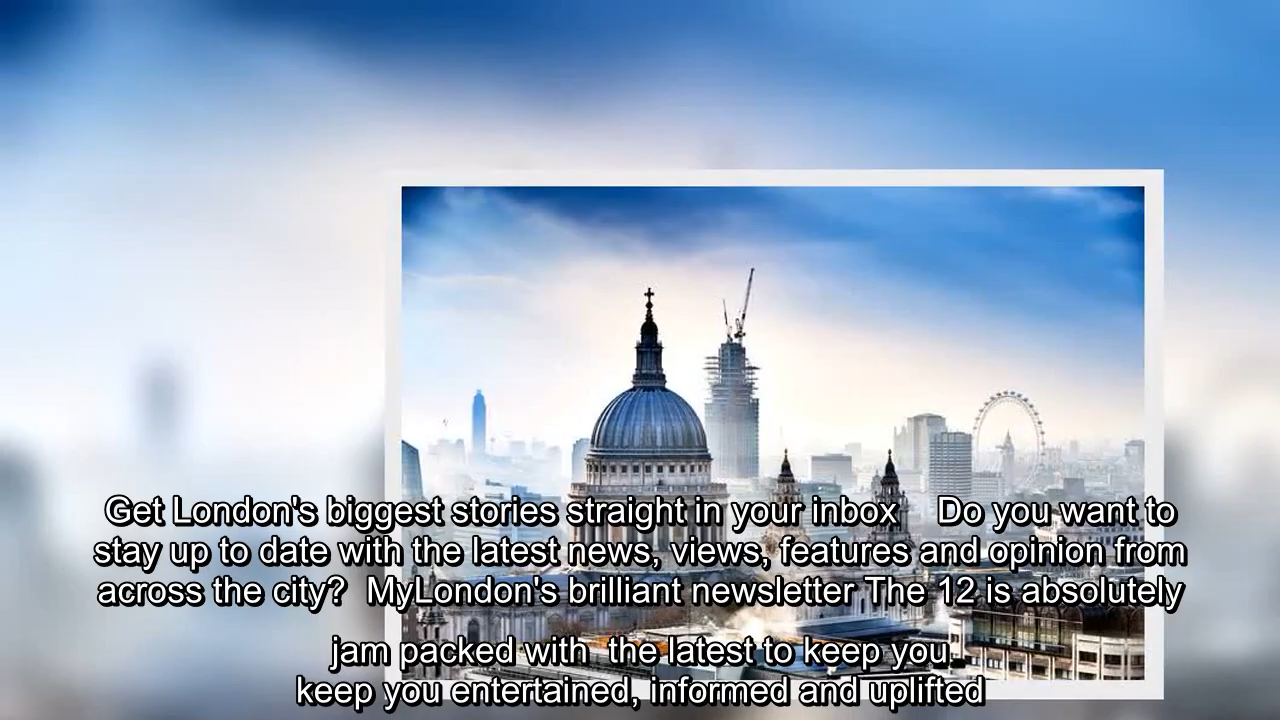 Get London's biggest stories straight in your inbox    Do you want to
stay up to date with the latest news, views, features and opinion from
across the city?  MyLondon's brilliant newsletter The 12 is absolutely
jam packed with  the latest to keep you
keep you entertained, informed and uplifted